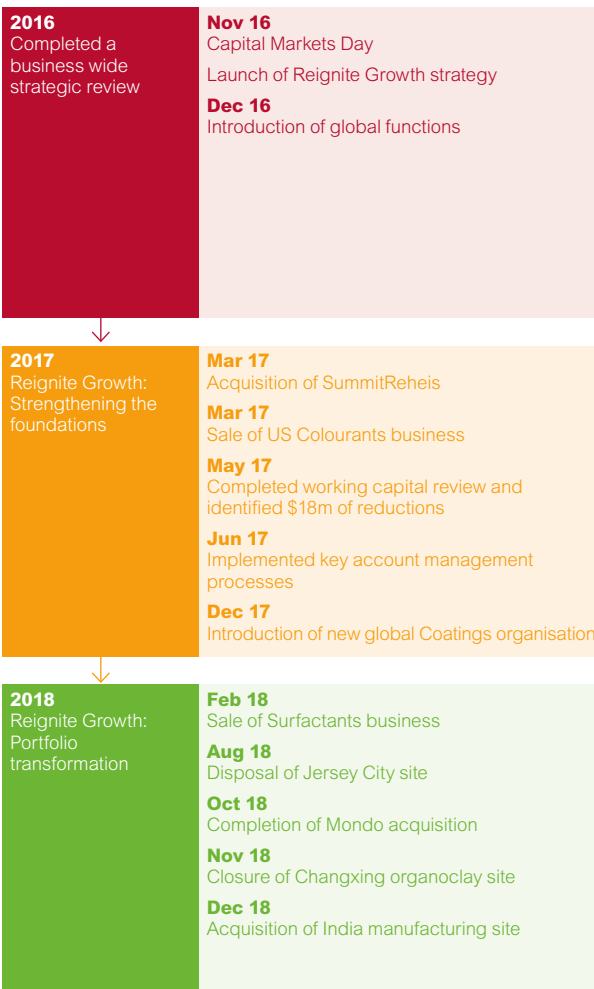 2016
Completed a
business wide
strategic review
Nov 16
Capital Markets Day
Launch of Reignite Growth strategy
Dec 16
Introduction of global functions
2017
Reignite Growth:
Strengthening the
foundations
Mar 17
Acquisition of SummitReheis
Mar 17
Sale of US Colourants business
May 17
Completed working capital review and
identified $18m of reductions
Jun 17
Implemented key account management
processes
Dec 17
Introduction of new global Coatings organisation
2018
Reignite Growth:
Portfolio
transformation
Feb 18
Sale of Surfactants business
Aug 18
Disposal of Jersey City site
Oct 18
Completion of Mondo acquisition
Nov 18
Closure of Changxing organoclay site
Dec 18
Acquisition of India manufacturing site